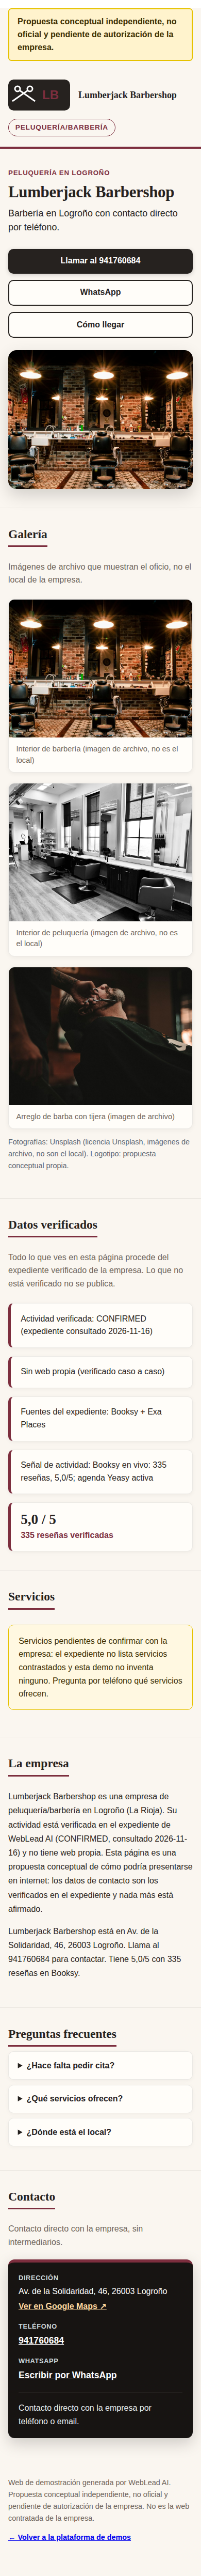 Propuesta conceptual independiente, no
oficial y pendiente de autorización de la
empresa.
LB
Lumberjack Barbershop
PELUQUERÍA/BARBERÍA
PELUQUERÍA EN LOGROÑO
Lumberjack Barbershop
Barbería en Logroño con contacto directo
por teléfono.
Llamar al 941760684
WhatsApp
Cómo llegar
Galería
Imágenes de archivo que muestran el oficio, no el
local de la empresa.
Interior de barbería (imagen de archivo, no es el
local)
Interior de peluquería (imagen de archivo, no es
el local)
Arreglo de barba con tijera (imagen de archivo)
Fotografías: Unsplash (licencia Unsplash, imágenes de
archivo, no son el local). Logotipo: propuesta
conceptual propia.
Datos verificados
Todo lo que ves en esta página procede del
expediente verificado de la empresa. Lo que no
está verificado no se publica.
Actividad verificada: CONFIRMED
(expediente consultado 2026-11-16)
Sin web propia (verificado caso a caso)
Fuentes del expediente: Booksy + Exa
Places
Señal de actividad: Booksy en vivo: 335
reseñas, 5,0/5; agenda Yeasy activa
5,0 / 5
335 reseñas verificadas
Servicios
Servicios pendientes de confirmar con la
empresa: el expediente no lista servicios
contrastados y esta demo no inventa
ninguno. Pregunta por teléfono qué servicios
ofrecen.
La empresa
Lumberjack Barbershop es una empresa de
peluquería/barbería en Logroño (La Rioja). Su
actividad está verificada en el expediente de
WebLead AI (CONFIRMED, consultado 2026-11-
16) y no tiene web propia. Esta página es una
propuesta conceptual de cómo podría presentarse
en internet: los datos de contacto son los
verificados en el expediente y nada más está
afirmado.
Lumberjack Barbershop está en Av. de la
Solidaridad, 46, 26003 Logroño. Llama al
941760684 para contactar. Tiene 5,0/5 con 335
reseñas en Booksy.
Preguntas frecuentes
▶ ¿Hace falta pedir cita?
▶ ¿Qué servicios ofrecen?
▶ ¿Dónde está el local?
Contacto
Contacto directo con la empresa, sin
intermediarios.
DIRECCIÓN
Av. de la Solidaridad, 46, 26003 Logroño
Ver en Google Maps ↗
TELÉFONO
941760684
WHATSAPP
Escribir por WhatsApp
Contacto directo con la empresa por
teléfono o email.
Web de demostración generada por WebLead AI.
Propuesta conceptual independiente, no oficial y
pendiente de autorización de la empresa. No es la web
contratada de la empresa.
← Volver a la plataforma de demos